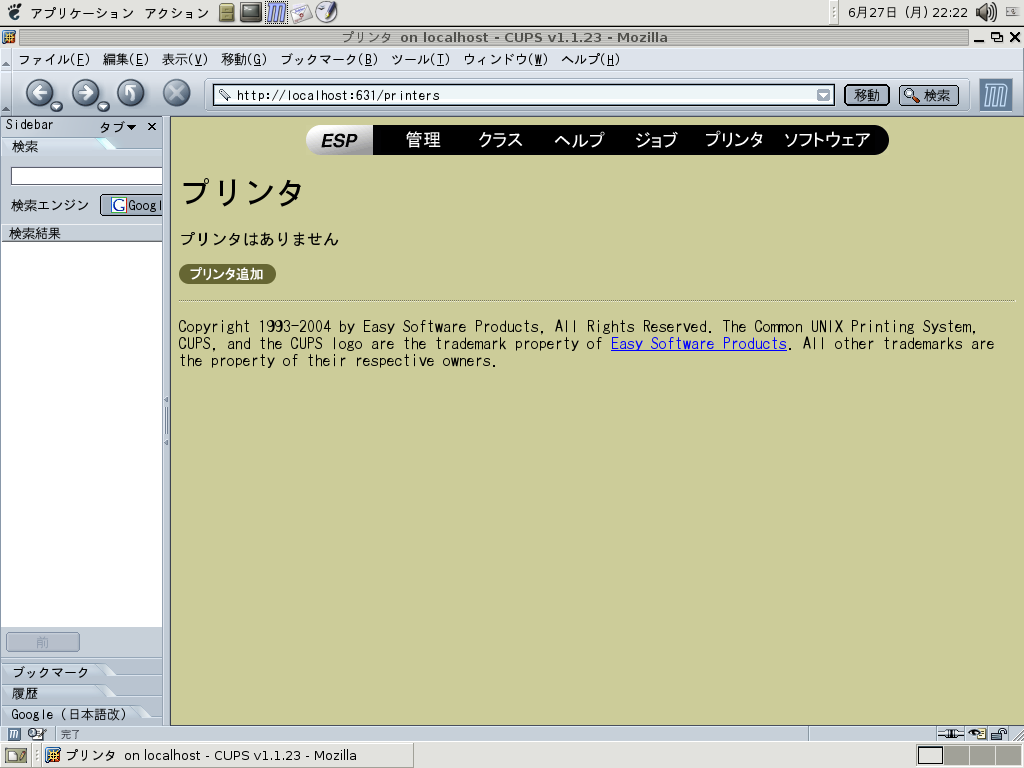 アプリケーション アクション 6月27日 (月) 22:22
プリンタ on localhost - CUPS v1.1.23 - Mozilla
ファイル(F) 編集(E) 表示(V) 移動(G) ブックマーク(B) ツール(T) ウィンドウ(W) ヘルプ(H)
http://localhost:631/printers 移動 検索
Sidebar タブ
検索
検索エンジン Googl
検索結果
前
ブックマーク
履歴
Google (日本語改)
ESP 管理 クラス ヘルプ ジョブ プリンタ ソフトウェア
プリンタ
プリンタはありません
プリンタ追加
Copyright 1993-2004 by Easy Software Products, All Rights Reserved. The Common UNIX Printing System,
CUPS, and the CUPS logo are the trademark property of Easy Software Products. All other trademarks are
the property of their respective owners.
完了
プリンタ on localhost - CUPS v1.1.23 - Mozilla